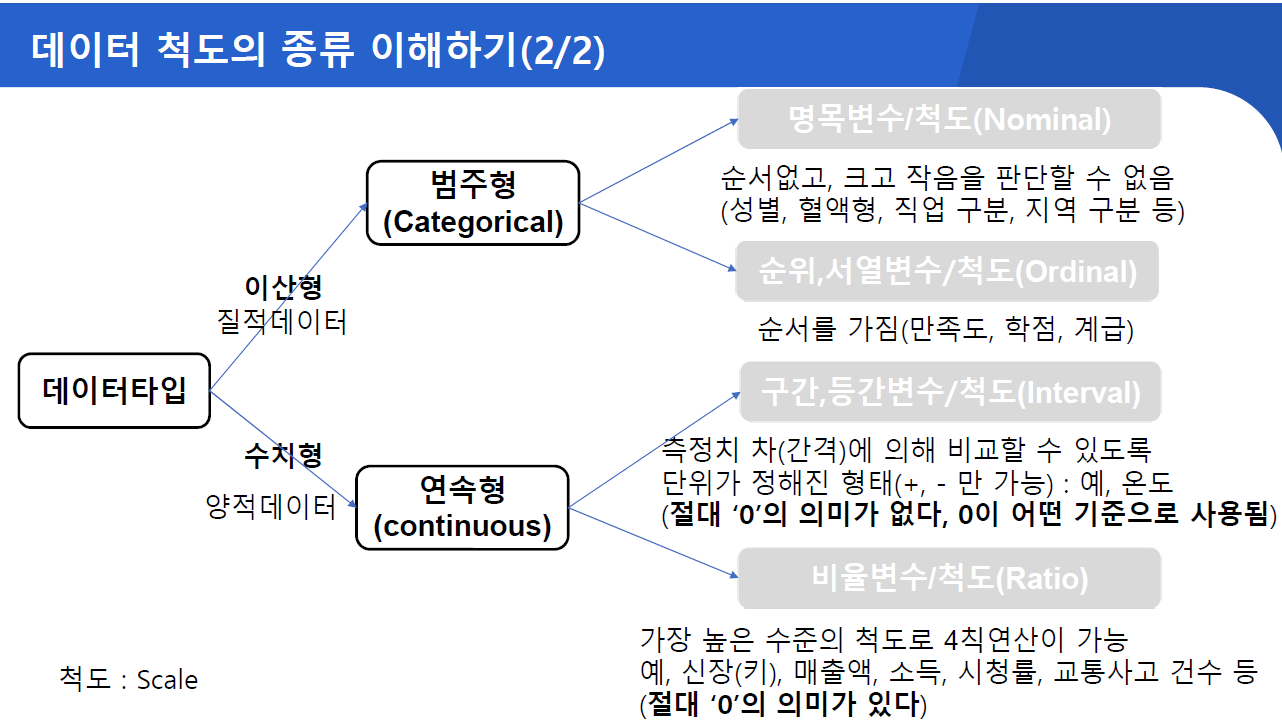 데이터 척도의 종류 이해하기(2/2)
명목변수/척도(Nominal)
순서없고, 크고 작음을 판단할 수 없음
(성별, 혈액형, 직업 구분, 지역 구분 등)
범주형
(Categorical)
순위,서열변수/척도(Ordinal)
순서를 가짐(만족도, 학점, 계급)
이산형
질적데이터
데이터타입
수치형
양적데이터
연속형
(continuous)
구간,등간변수/척도(Interval)
측정치 차(간격)에 의해 비교할 수 있도록
단위가 정해진 형태(+, - 만 가능) : 예, 온도
(절대 ‘0’의 의미가 없다, 0이 어떤 기준으로 사용됨)
비율변수/척도(Ratio)
가장 높은 수준의 척도로 4칙연산이 가능
예, 신장(키), 매출액, 소득, 시청률, 교통사고 건수 등
(절대 ‘0’의 의미가 있다)
척도 : Scale